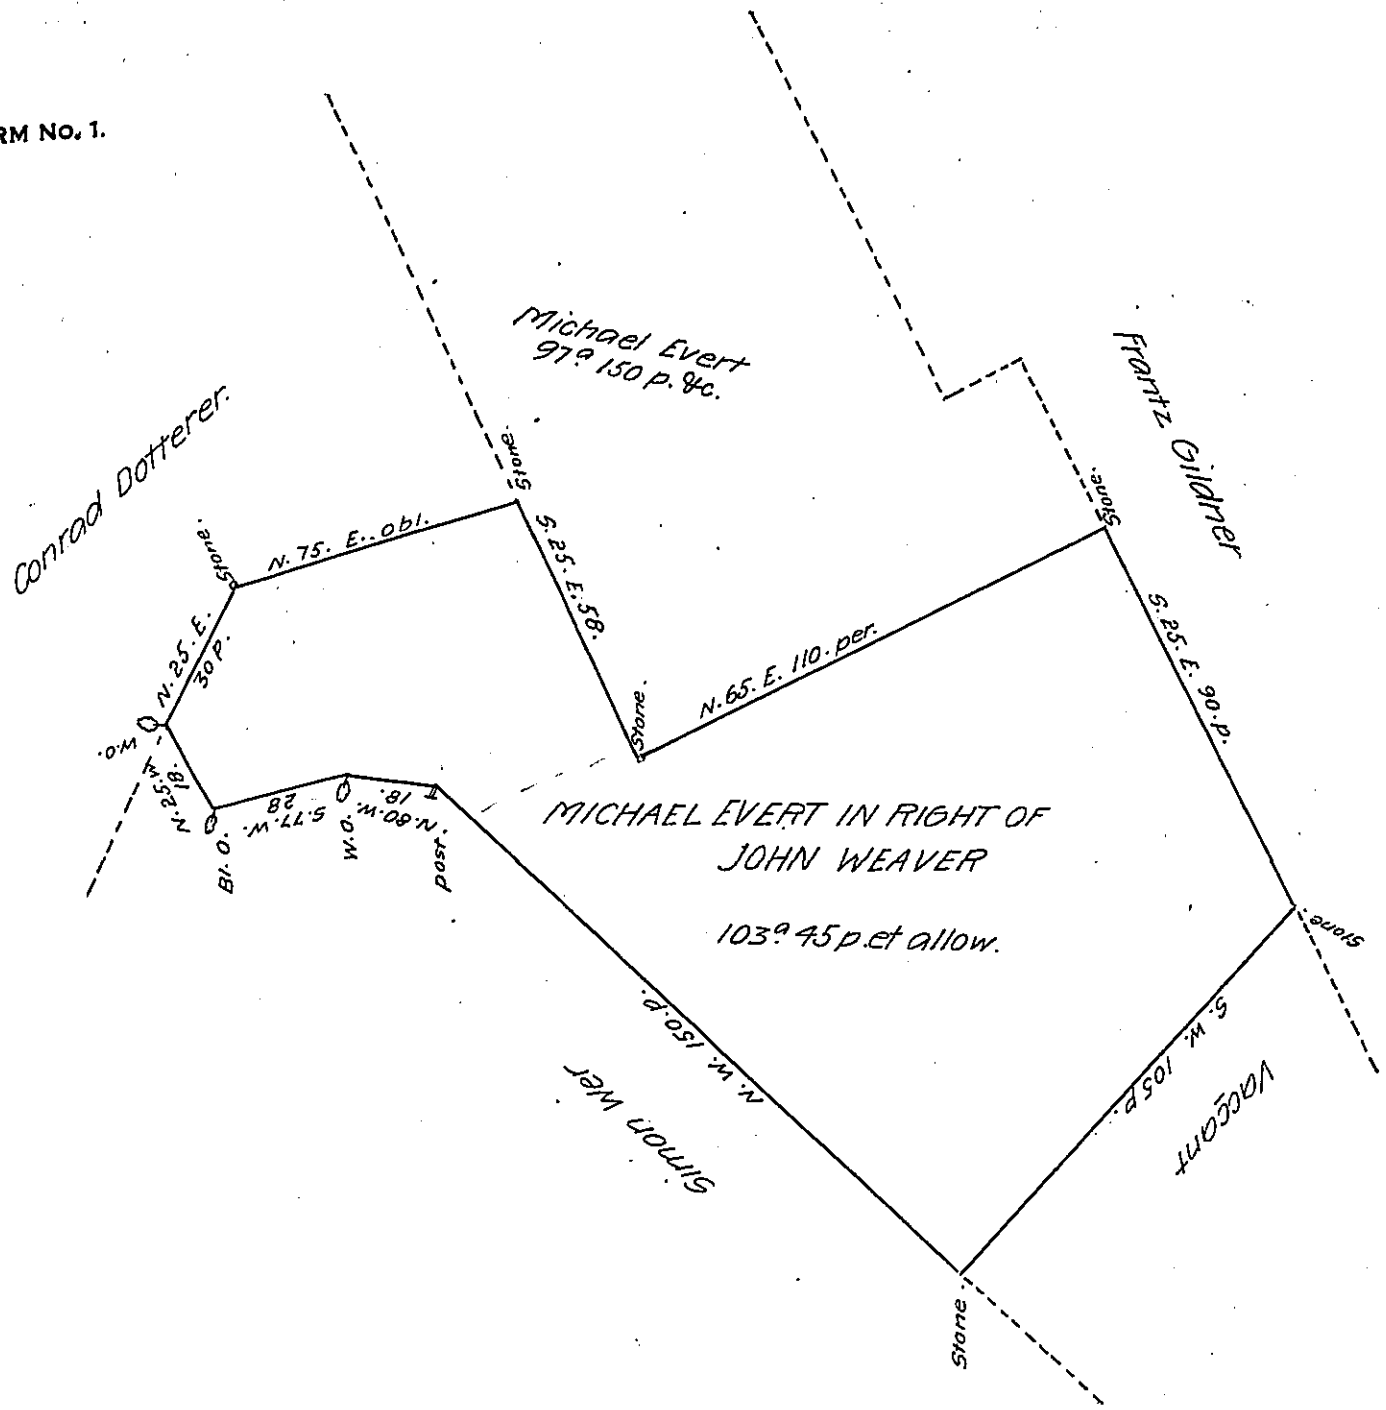 RM No. 1.
Michael Evert
97ª 150 p. &c.
Frantz Gildner
Conrad Dotterer.
Stone.
Stone.
Stone.
N. 75. E.. obl.
S. 25. E. 58.
Stone.
N. 25. E.
30 p.
N. 65. E. 110. per.
S. 25. E. 90. p.
Stone.
W.O.
N. 25. W
18.
Bl. O.
S. 77. W.
28
W.O.
N. 80. W.
18.
post
MICHAEL EVERT IN RIGHT OF
JOHN WEAVER
103ª 45 p. et allow.
Stone
N. W. 150. p.
S. W. 105 p.
Simon Wer
Vaccant
Stone